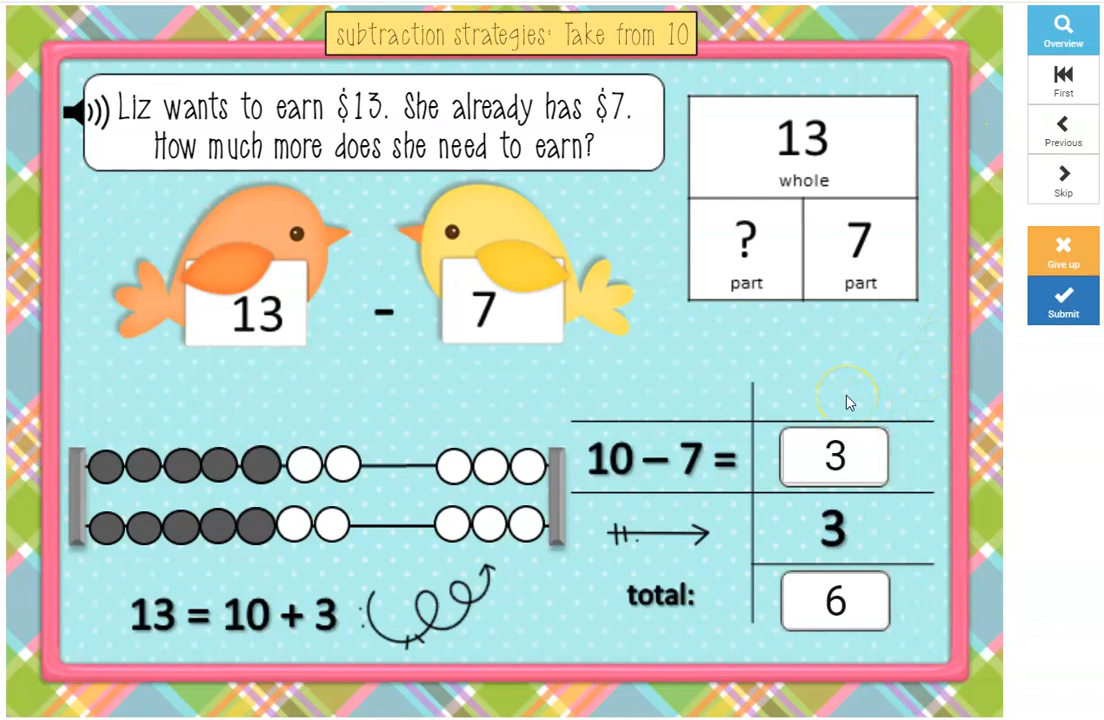 subtraction strategies: Take from 10
Liz wants to earn $13. She already has $7.
How much more does she need to earn?
13
whole
? 7
part part
13 - 7
10 – 7 = 3
3
total: 6
13 = 10 + 3
Overview
First
Previous
Skip
Give up
Submit